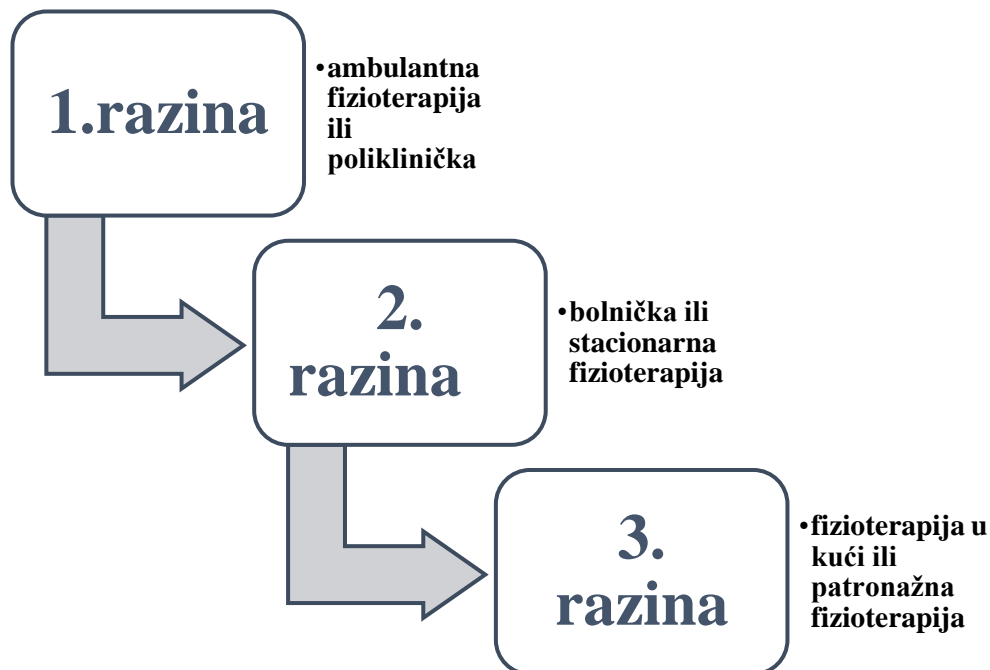 1.razina
•ambulantna
fizioterapija
ili
poliklinička
2.
razina
•bolnička ili
stacionarna
fizioterapija
3.
razina
•fizioterapija u
kući ili
patronažna
fizioterapija